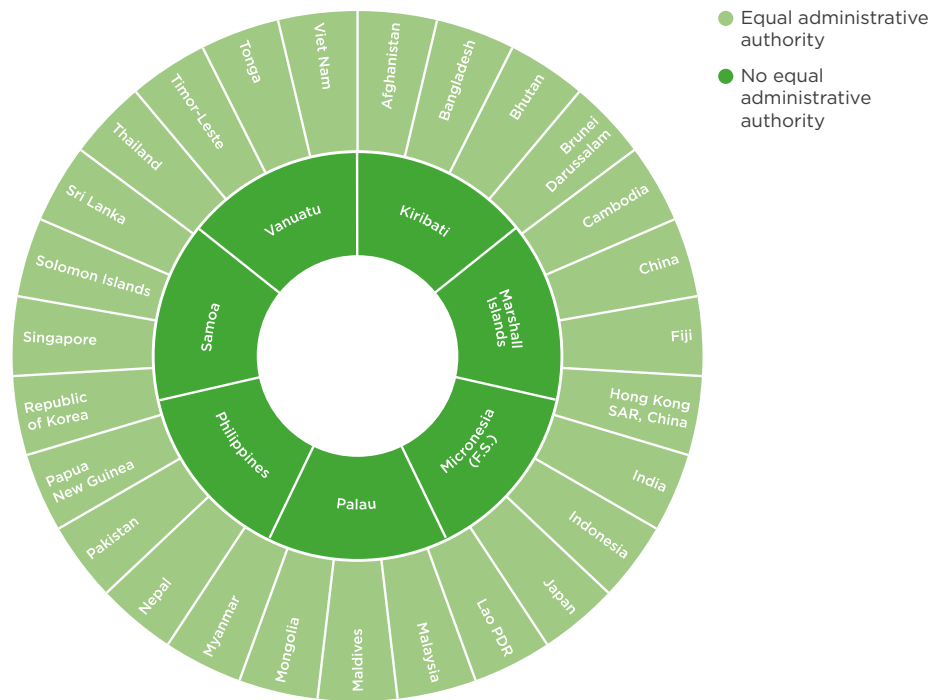 Equal administrative
authority
No equal
administrative
authority
Afghanistan
Bangladesh
Bhutan
Brunei
Darussalam
Cambodia
China
Fiji
Hong Kong
SAR, China
India
Indonesia
Japan
Lao PDR
Malaysia
Maldives
Mongolia
Myanmar
Nepal
Pakistan
Papua
New Guinea
Republic
of Korea
Singapore
Solomon Islands
Sri Lanka
Thailand
Timor-Leste
Tonga
Viet Nam
Kiribati
Marshall
Islands
Micronesia
(F.S.)
Palau
Philippines
Samoa
Vanuatu